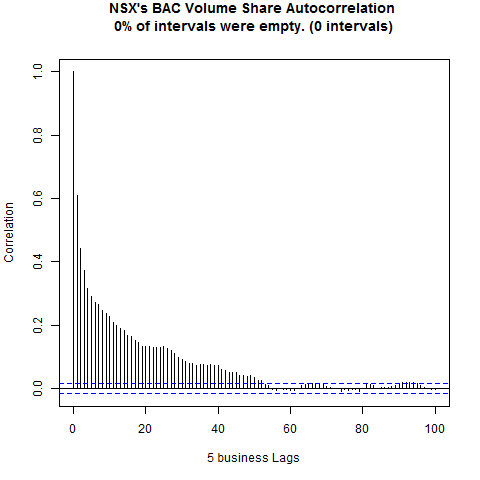 NSX's BAC Volume Share Autocorrelation
0% of intervals were empty. (0 intervals)
1.0
0.8
0.6
0.4
0.2
0.0
Correlation
0 20 40 60 80 100
5 business Lags